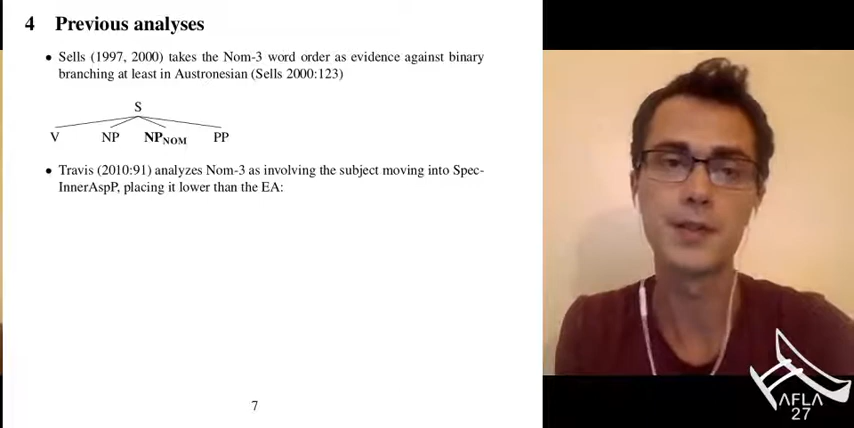 4 Previous analyses
• Sells (1997, 2000) takes the Nom-3 word order as evidence against binary
branching at least in Austronesian (Sells 2000:123)
S
V NP NPNOM PP
• Travis (2010:91) analyzes Nom-3 as involving the subject moving into Spec-
InnerAspP, placing it lower than the EA:
7
AFLA
27